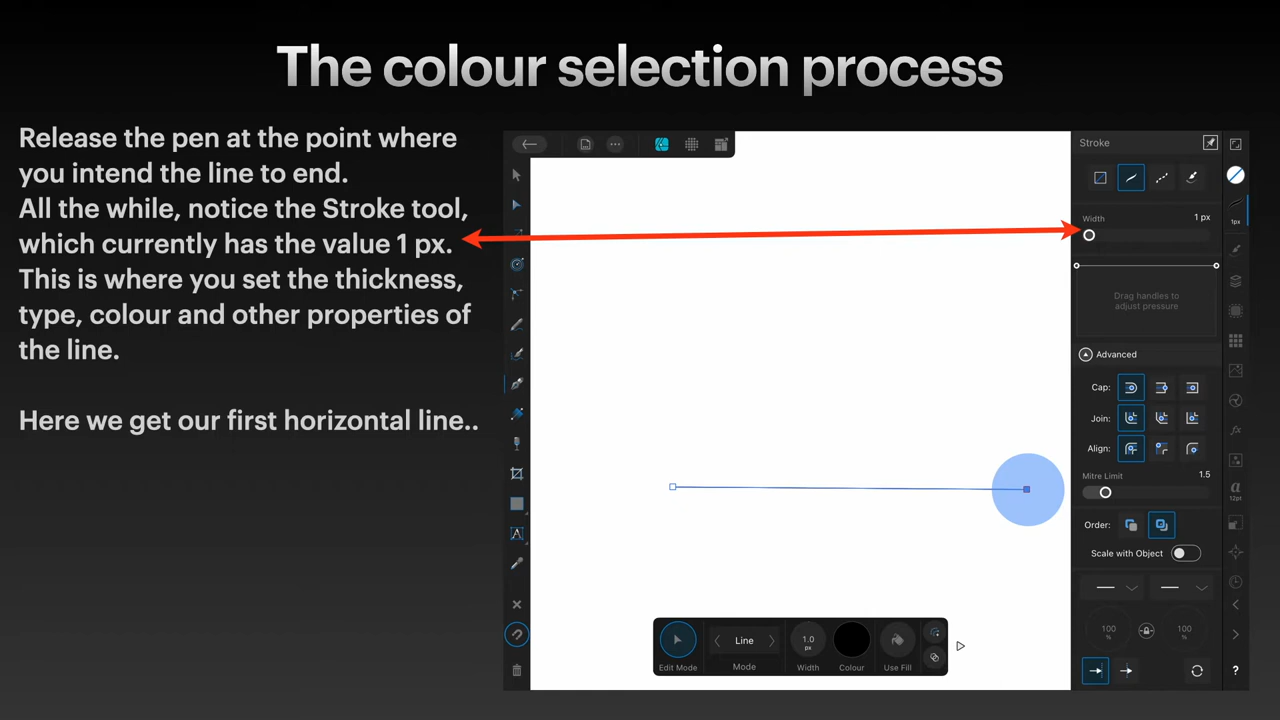 The colour selection process
Release the pen at the point where
you intend the line to end.
All the while, notice the Stroke tool,
which currently has the value 1 px.
This is where you set the thickness,
type, colour and other properties of
the line.
Here we get our first horizontal line..
Stroke
Width 1 px
1px
Drag handles to
adjust pressure
Advanced
Cap:
Join:
Align:
Mitre Limit 1.5
Order:
Scale with Object
100
%
100
%
fx
a
12pt
?
A
Edit Mode
Line
Mode
1.0
px
Width
Colour
Use Fill